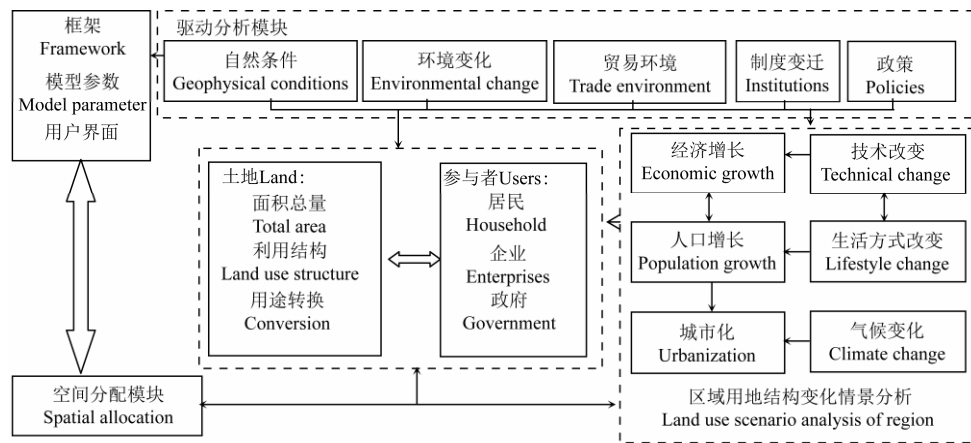 框架
Framework
模型参数
Model parameter
用户界面
驱动分析模块
自然条件
Geophysical conditions
环境变化
Environmental change
贸易环境
Trade environment
制度变迁
Institutions
政策
Policies
土地Land:
面积总量
Total area
利用结构
Land use structure
用途转换
Conversion
参与者Users:
居民
Household
企业
Enterprises
政府
Government
经济增长
Economic growth
技术改变
Technical change
人口增长
Population growth
生活方式改变
Lifestyle change
城市化
Urbanization
气候变化
Climate change
区域用地结构变化情景分析
Land use scenario analysis of region
空间分配模块
Spatial allocation